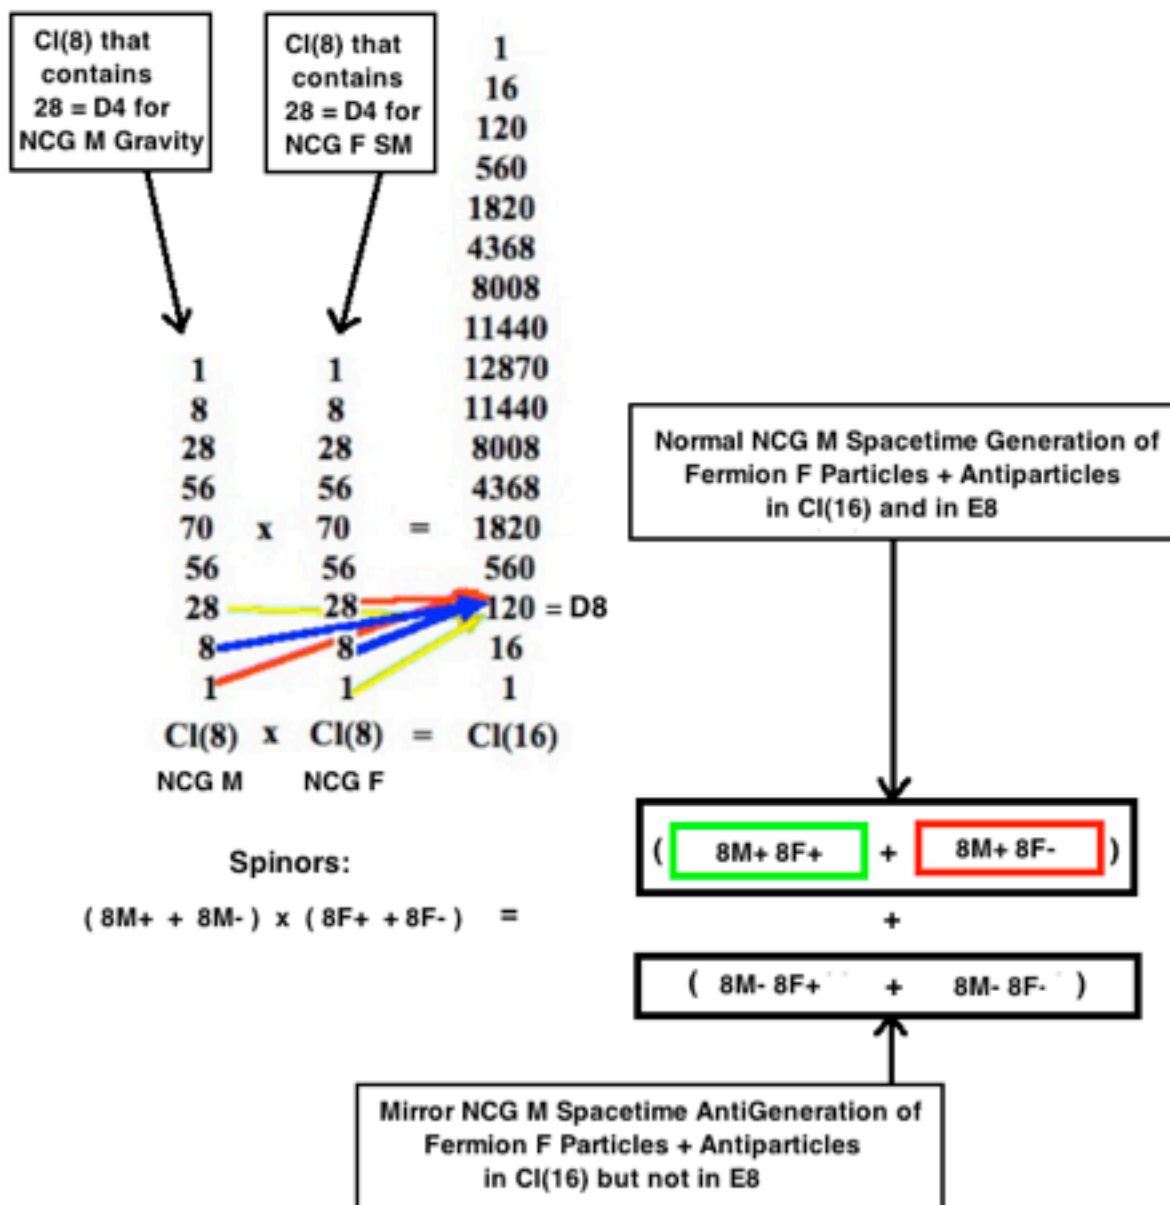 Cl(8) that
contains
28 = D4 for
NCG M Gravity
Cl(8) that
contains
28 = D4 for
NCG F SM
1
16
120
560
1820
4368
8008
11440
1 1 12870
8 8 11440
28 28 8008
56 56 4368
70 x 70 = 1820
56 56 560
28 28 120 = D8
8 8 16
1 1 1
Cl(8) x Cl(8) = Cl(16)
NCG M NCG F
Normal NCG M Spacetime Generation of
Fermion F Particles + Antiparticles
in Cl(16) and in E8
( 8M+ 8F+ + 8M+ 8F- )
Spinors:
( 8M+ + 8M- ) x ( 8F+ + 8F- ) =
+
( 8M- 8F+ + 8M- 8F- )
Mirror NCG M Spacetime AntiGeneration of
Fermion F Particles + Antiparticles
in Cl(16) but not in E8